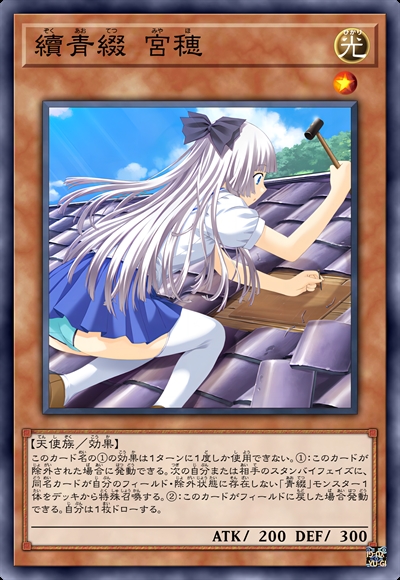 續青綴 宮穂
光
【天使族／効果】
このカード名の①の効果は1ターンに1度しか使用できない。①:このカードが
除外された場合に発動できる。次の自分または相手のスタンバイフェイズに、
同名カードが自分のフィールド・除外状態に存在しない「青綴」モンスター1
体をデッキから特殊召喚する。②:このカードがフィールドに戻した場合発動
できる。自分は1枚ドローする。
ATK/ 200 DEF/ 300